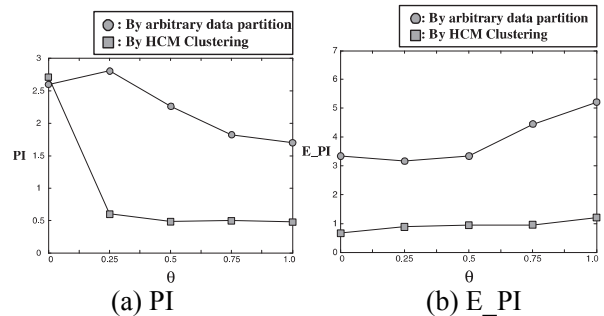 : By arbitrary data partition
: By HCM Clustering
3
2.5
2
1.5
1
0.5
0
PI
0
0.25
0.5
0.75
1.0
θ
(a) PI
: By arbitrary data partition
: By HCM Clustering
7
6
5
4
3
2
1
0
E_PI
0
0.25
0.5
0.75
1.0
θ
(b) E_PI